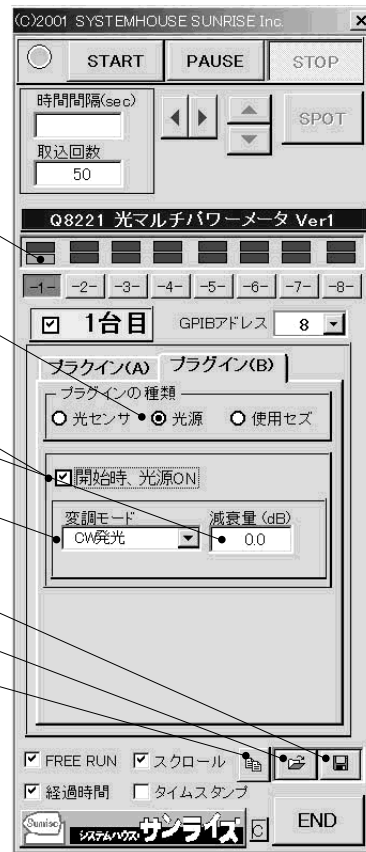 (C)2001 SYSTEMHOUSE SUNRISE Inc.
START PAUSE STOP
時間間隔(sec)
取込回数
50
SPOT
Q8221 光マルチパワーメータ Ver1
-1- -2- -3- -4- -5- -6- -7- -8-
1台目 GPIBアドレス 8
プラグイン(A) プラグイン(B)
プラグインの種類
光センサ 光源 使用セズ
開始時、光源ON
変調モード 減衰量(dB)
CW発光 0.0
FREE RUN スクロール
経過時間 タイムスタンプ
Sunrise システムハウス サンライズ C END